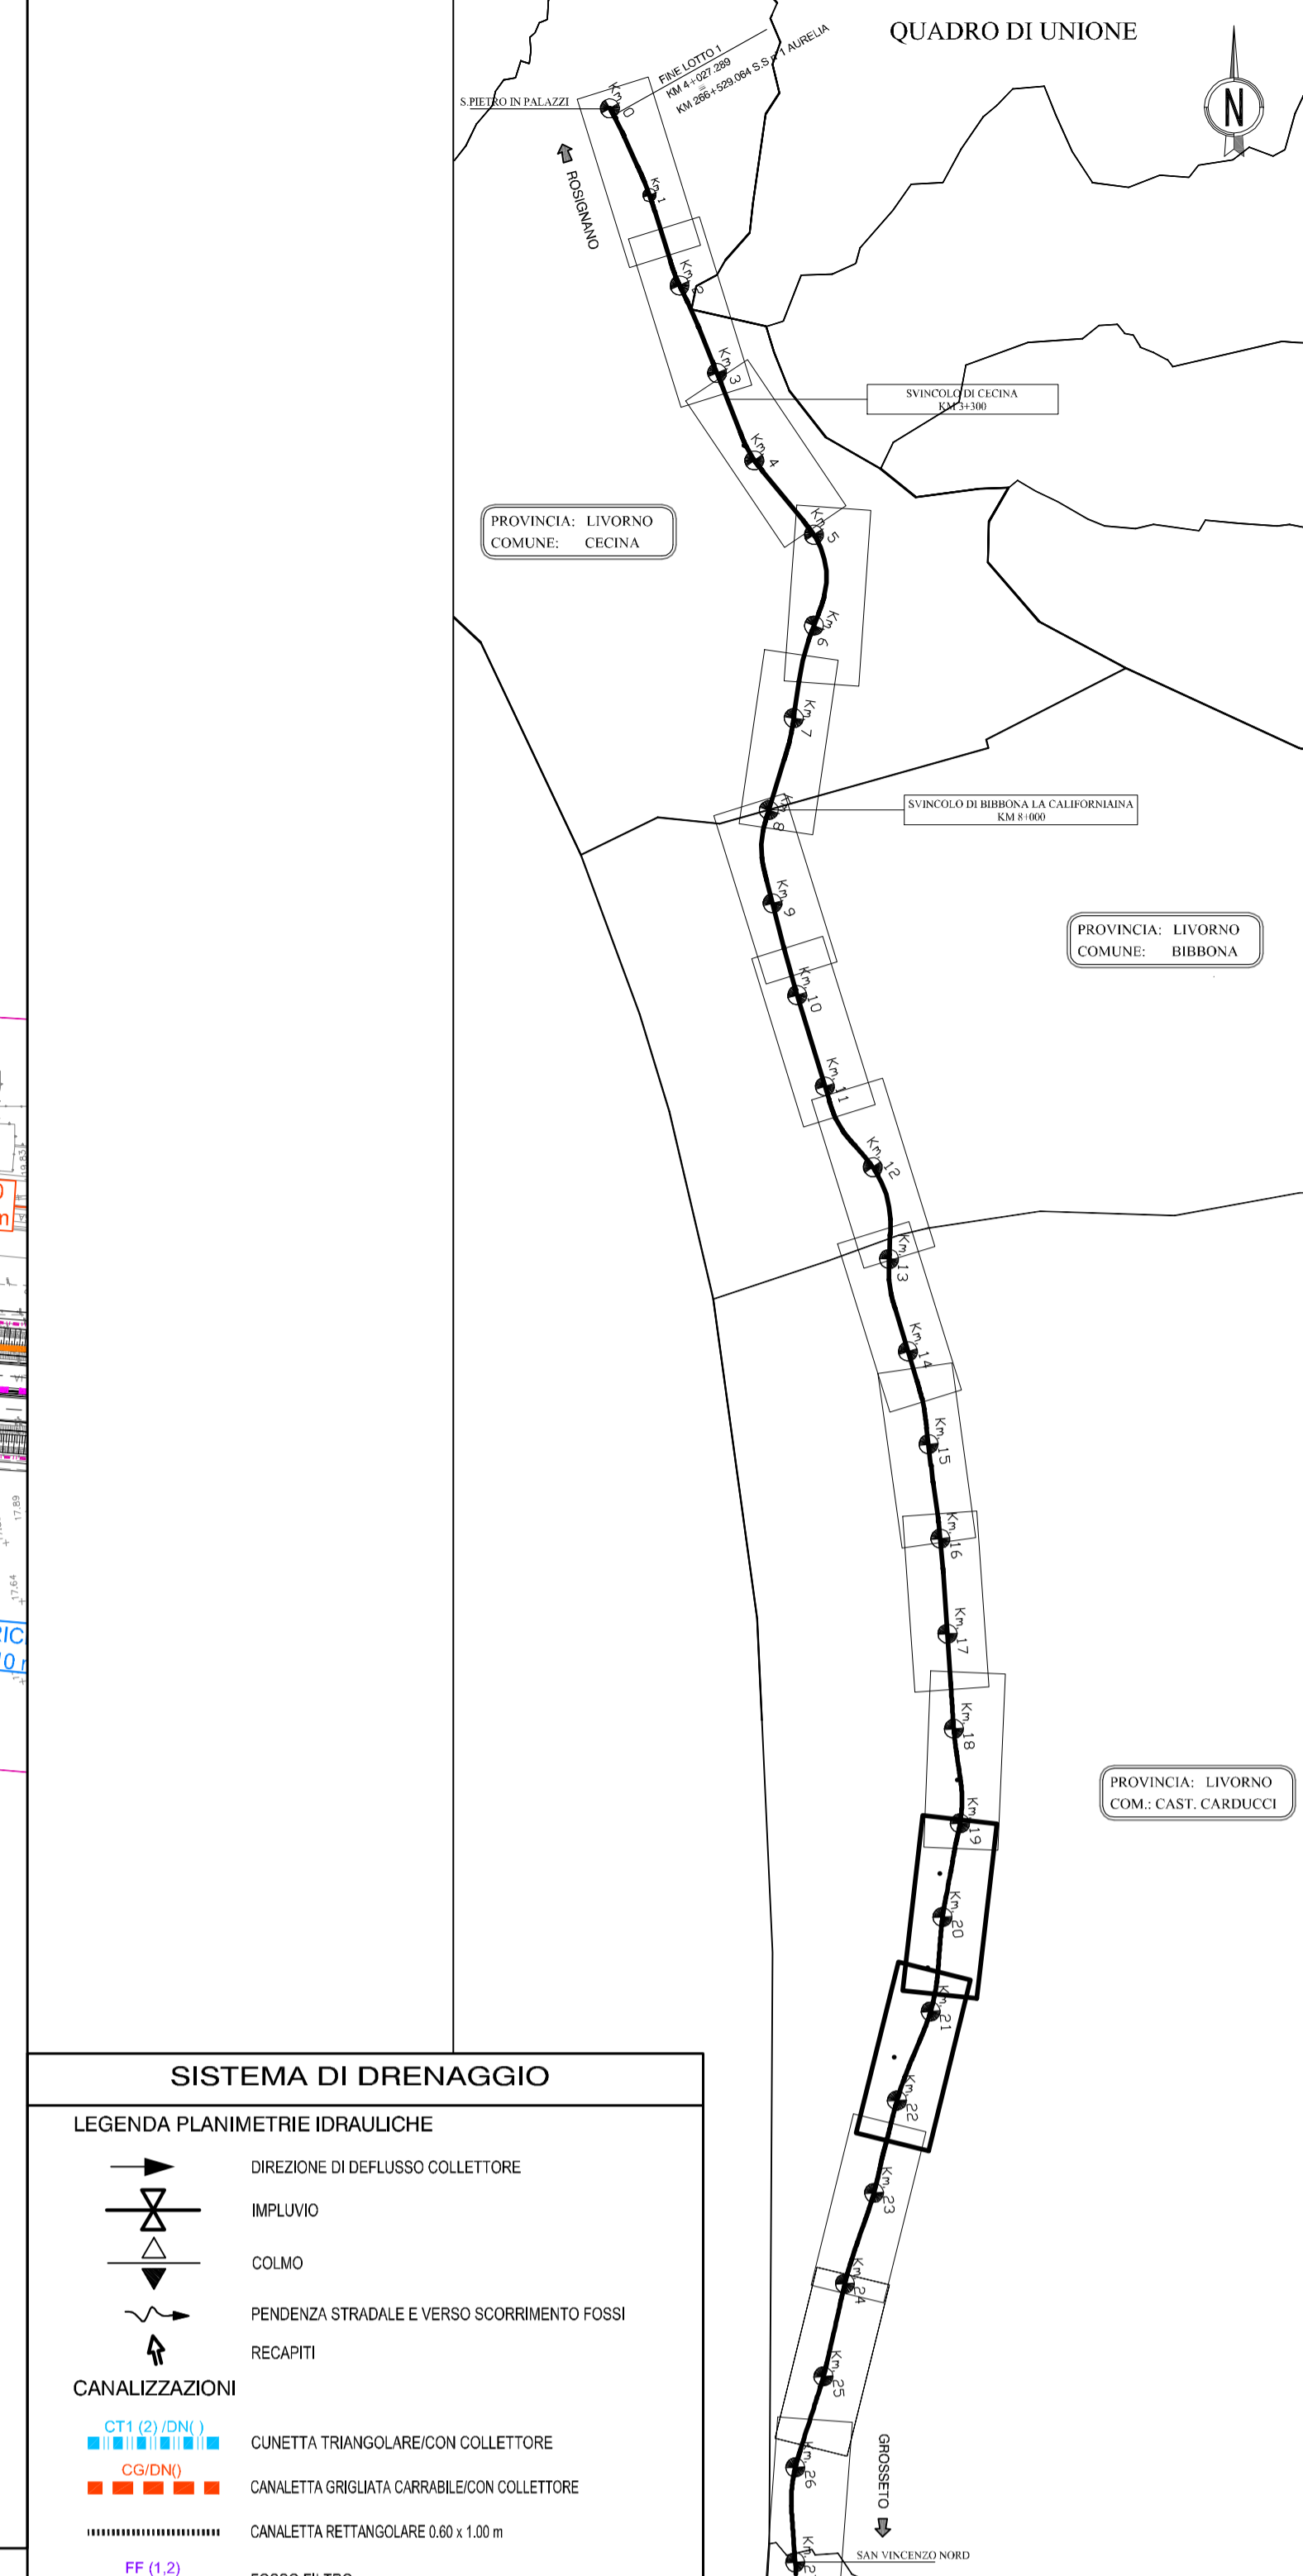 QUADRO DI UNIONE
N
FINE LOTTO 1
KM 4+027.289
=
KM 266+529.064 S.S n°1 AURELIA
S.PIETRO IN PALAZZI
ROSIGNANO
Km. 0
Km. 1
Km. 2
Km. 3
SVINCOLO DI CECINA
KM 3+300
Km. 4
PROVINCIA: LIVORNO
COMUNE: CECINA
Km. 5
Km. 6
Km. 7
Km. 8
SVINCOLO DI BIBBONA LA CALIFORNIAINA
KM 8+000
Km. 9
PROVINCIA: LIVORNO
COMUNE: BIBBONA
Km. 10
Km. 11
Km. 12
Km. 13
Km. 14
Km. 15
Km. 16
Km. 17
Km. 18
PROVINCIA: LIVORNO
COM.: CAST. CARDUCCI
Km. 19
Km. 20
Km. 21
Km. 22
Km. 23
Km. 24
Km. 25
Km. 26
GROSSETO
SAN VINCENZO NORD
19.83
17.89
17.64
SISTEMA DI DRENAGGIO
LEGENDA PLANIMETRIE IDRAULICHE
DIREZIONE DI DEFLUSSO COLLETTORE
IMPLUVIO
COLMO
PENDENZA STRADALE E VERSO SCORRIMENTO FOSSI
RECAPITI
CANALIZZAZIONI
CT1 (2) /DN( )
CUNETTA TRIANGOLARE/CON COLLETTORE
CG/DN()
CANALETTA GRIGLIATA CARRABILE/CON COLLETTORE
CANALETTA RETTANGOLARE 0.60 x 1.00 m
FF (1,2)